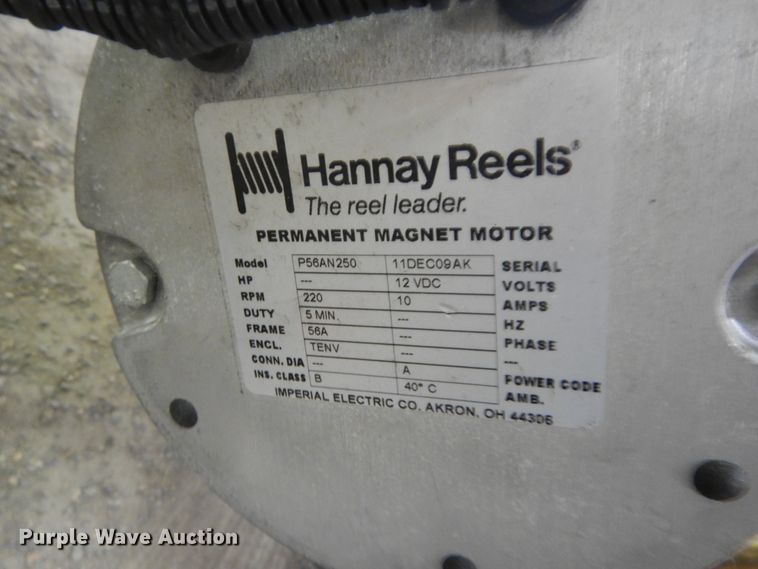 Hannay Reels®
The reel leader.
PERMANENT MAGNET MOTOR
Model P56AN250 11DEC09AK SERIAL
HP --- 12 VDC VOLTS
RPM 220 10 AMPS
DUTY 5 MIN. --- HZ
FRAME 56A --- PHASE
ENCL. TENV --- ---
CONN. DIA --- A POWER CODE
INS. CLASS B 40° C AMB.
IMPERIAL ELECTRIC CO. AKRON, OH 44306
Purple Wave Auction